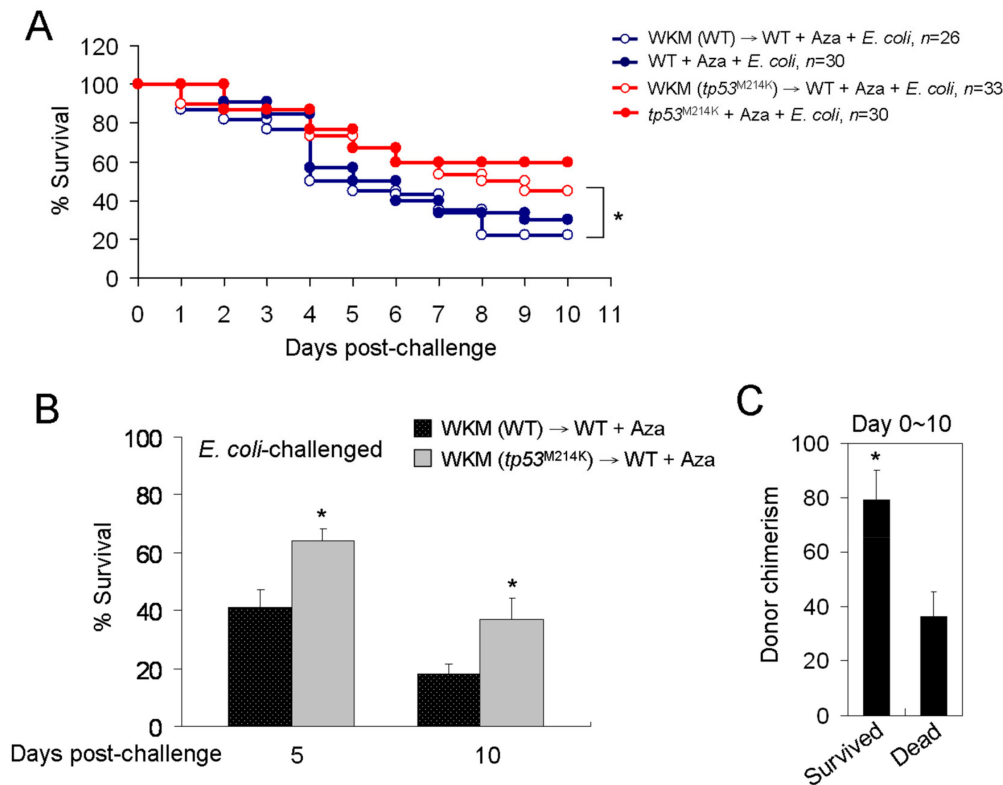 A
120
100
80
60
40
20
0
% Survival
0 1 2 3 4 5 6 7 8 9 10 11
Days post-challenge
WKM (WT) → WT + Aza + E. coli, n=26
WT + Aza + E. coli, n=30
WKM (tp53M214K) → WT + Aza + E. coli, n=33
tp53M214K + Aza + E. coli, n=30
*
B
E. coli-challenged
WKM (WT) → WT + Aza
WKM (tp53M214K) → WT + Aza
100
80
60
40
20
0
% Survival
*
*
Days post-challenge 5 10
C
Day 0~10
100
80
60
40
20
0
Donor chimerism
*
Survived
Dead